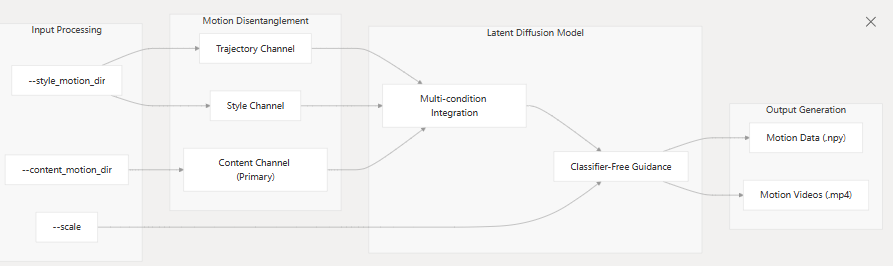 Input Processing
--style_motion_dir
--content_motion_dir
--scale
Motion Disentanglement
Trajectory Channel
Style Channel
Content Channel
(Primary)
Latent Diffusion Model
Multi-condition
Integration
Classifier-Free Guidance
Output Generation
Motion Data (.npy)
Motion Videos (.mp4)